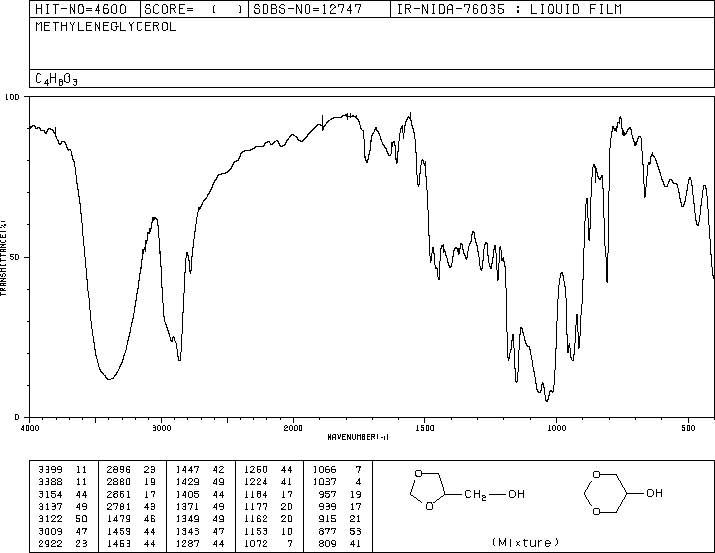 HIT-NO=4600 SCORE= ( ) SDBS-NO=12747 IR-NIDA-76035 : LIQUID FILM
METHYLENEGLYCEROL
C4H8O3
100
50
0
TRANSMITTANCE(%)
4000 3000 2000 1500 1000 500
WAVENUMBER(-1)
3399 11 2896 29 1447 42 1260 44 1066 7
3388 11 2880 19 1429 49 1224 41 1037 4
3154 44 2861 17 1405 44 1184 17 957 19
3137 49 2781 43 1371 49 1177 20 939 17
3122 50 1479 46 1349 49 1162 20 915 21
3009 47 1459 44 1345 47 1153 10 877 53
2922 23 1453 44 1287 44 1072 7 809 41
O O CH2 OH
O O OH
(Mixture)